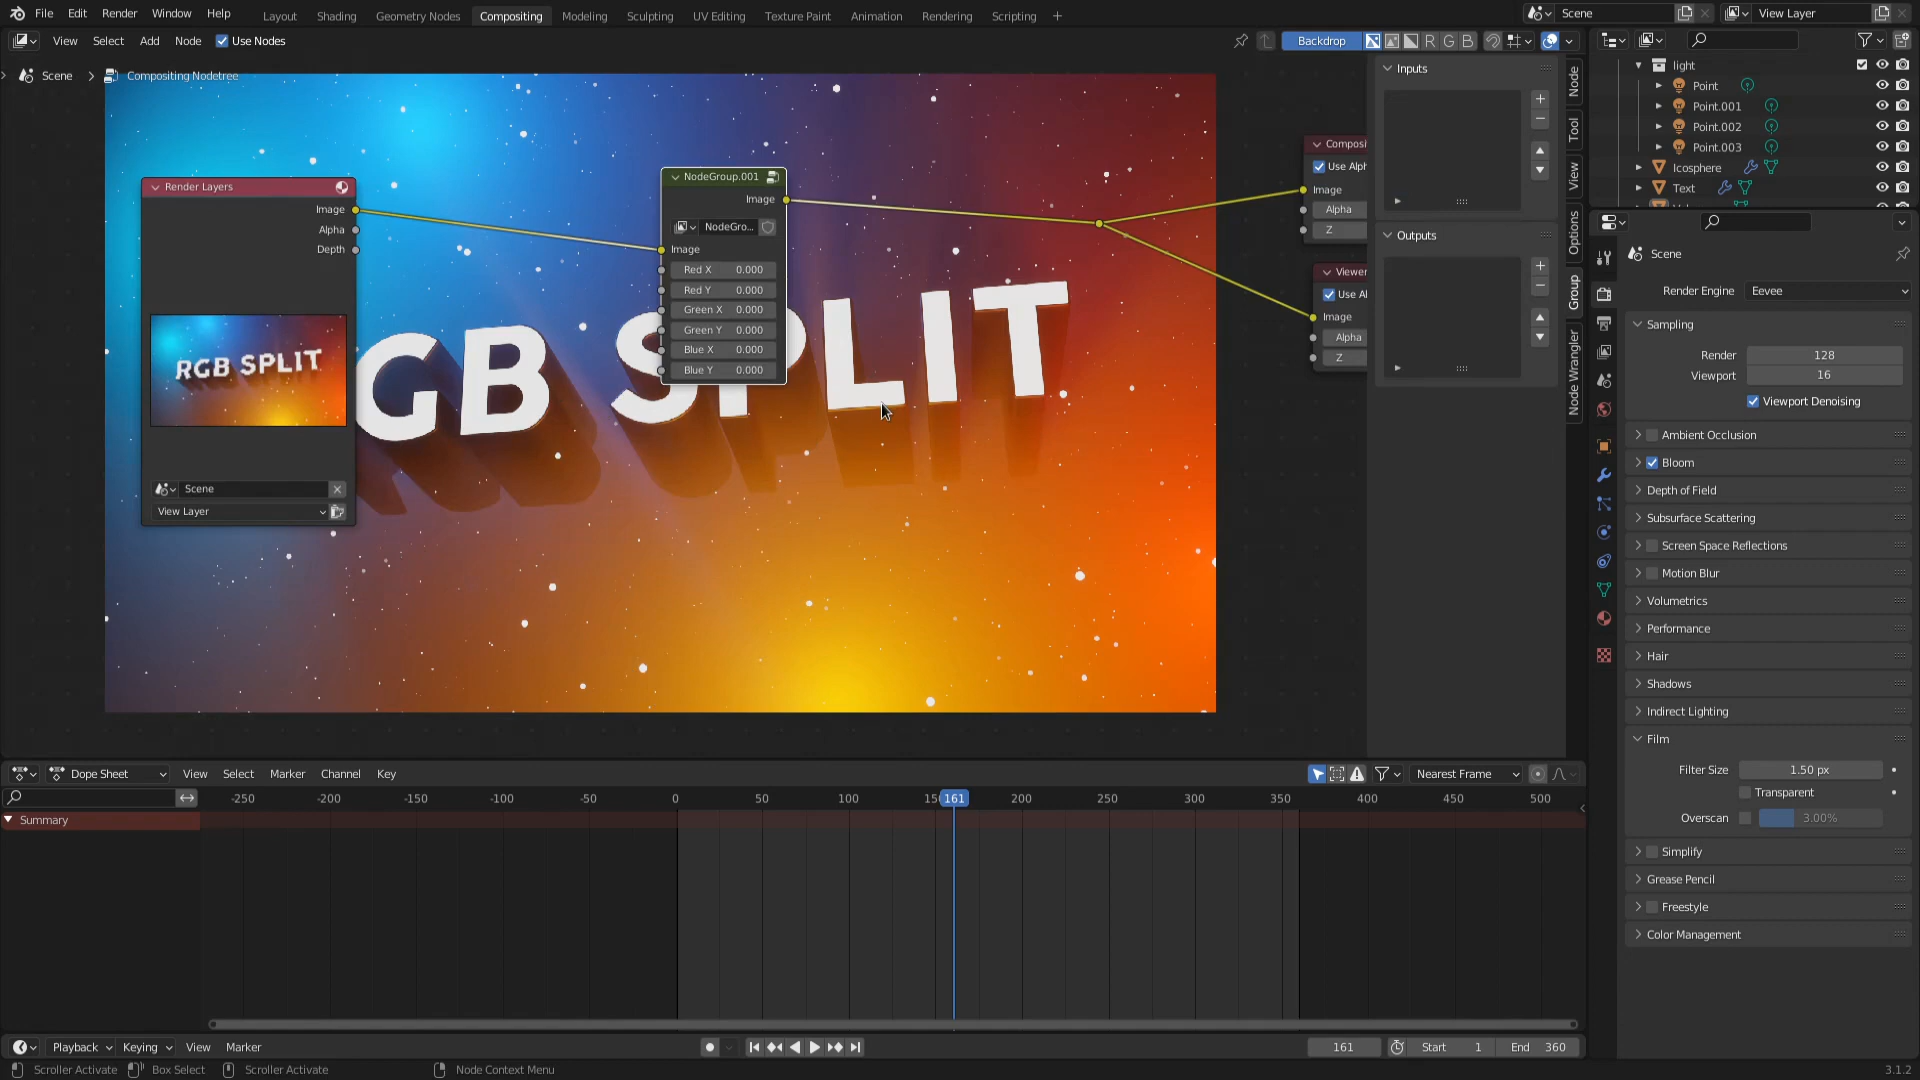 File Edit Render Window Help
Layout Shading Geometry Nodes Compositing Modeling Sculpting UV Editing Texture Paint Animation Rendering Scripting +
Scene
View Layer
View Select Add Node Use Nodes
Backdrop
R G B
Scene > Compositing Nodetree
Render Layers
Image
Alpha
Depth
RGB SPLIT
Scene
View Layer
NodeGroup.001
Image
NodeGro...
Image
Red X 0.000
Red Y 0.000
Green X 0.000
Green Y 0.000
Blue X 0.000
Blue Y 0.000
GB SPLIT
Composi
Use Alph
Image
Alpha
Z
Viewer
Use Al
Image
Alpha
Z
Inputs
Outputs
Node
Tool
View
Options
Group
Node Wrangler
light
Point
Point.001
Point.002
Point.003
Icosphere
Text
Scene
Render Engine Eevee
Sampling
Render 128
Viewport 16
Viewport Denoising
Ambient Occlusion
Bloom
Depth of Field
Subsurface Scattering
Screen Space Reflections
Motion Blur
Volumetrics
Performance
Hair
Shadows
Indirect Lighting
Film
Filter Size 1.50 px
Transparent
Overscan 3.00%
Simplify
Grease Pencil
Freestyle
Color Management
Dope Sheet View Select Marker Channel Key
Nearest Frame
-250 -200 -150 -100 -50 0 50 100 15 161 200 250 300 350 400 450 500
Summary
Playback Keying View Marker
161 Start 1 End 360
Scroller Activate Box Select Scroller Activate Node Context Menu
3.1.2